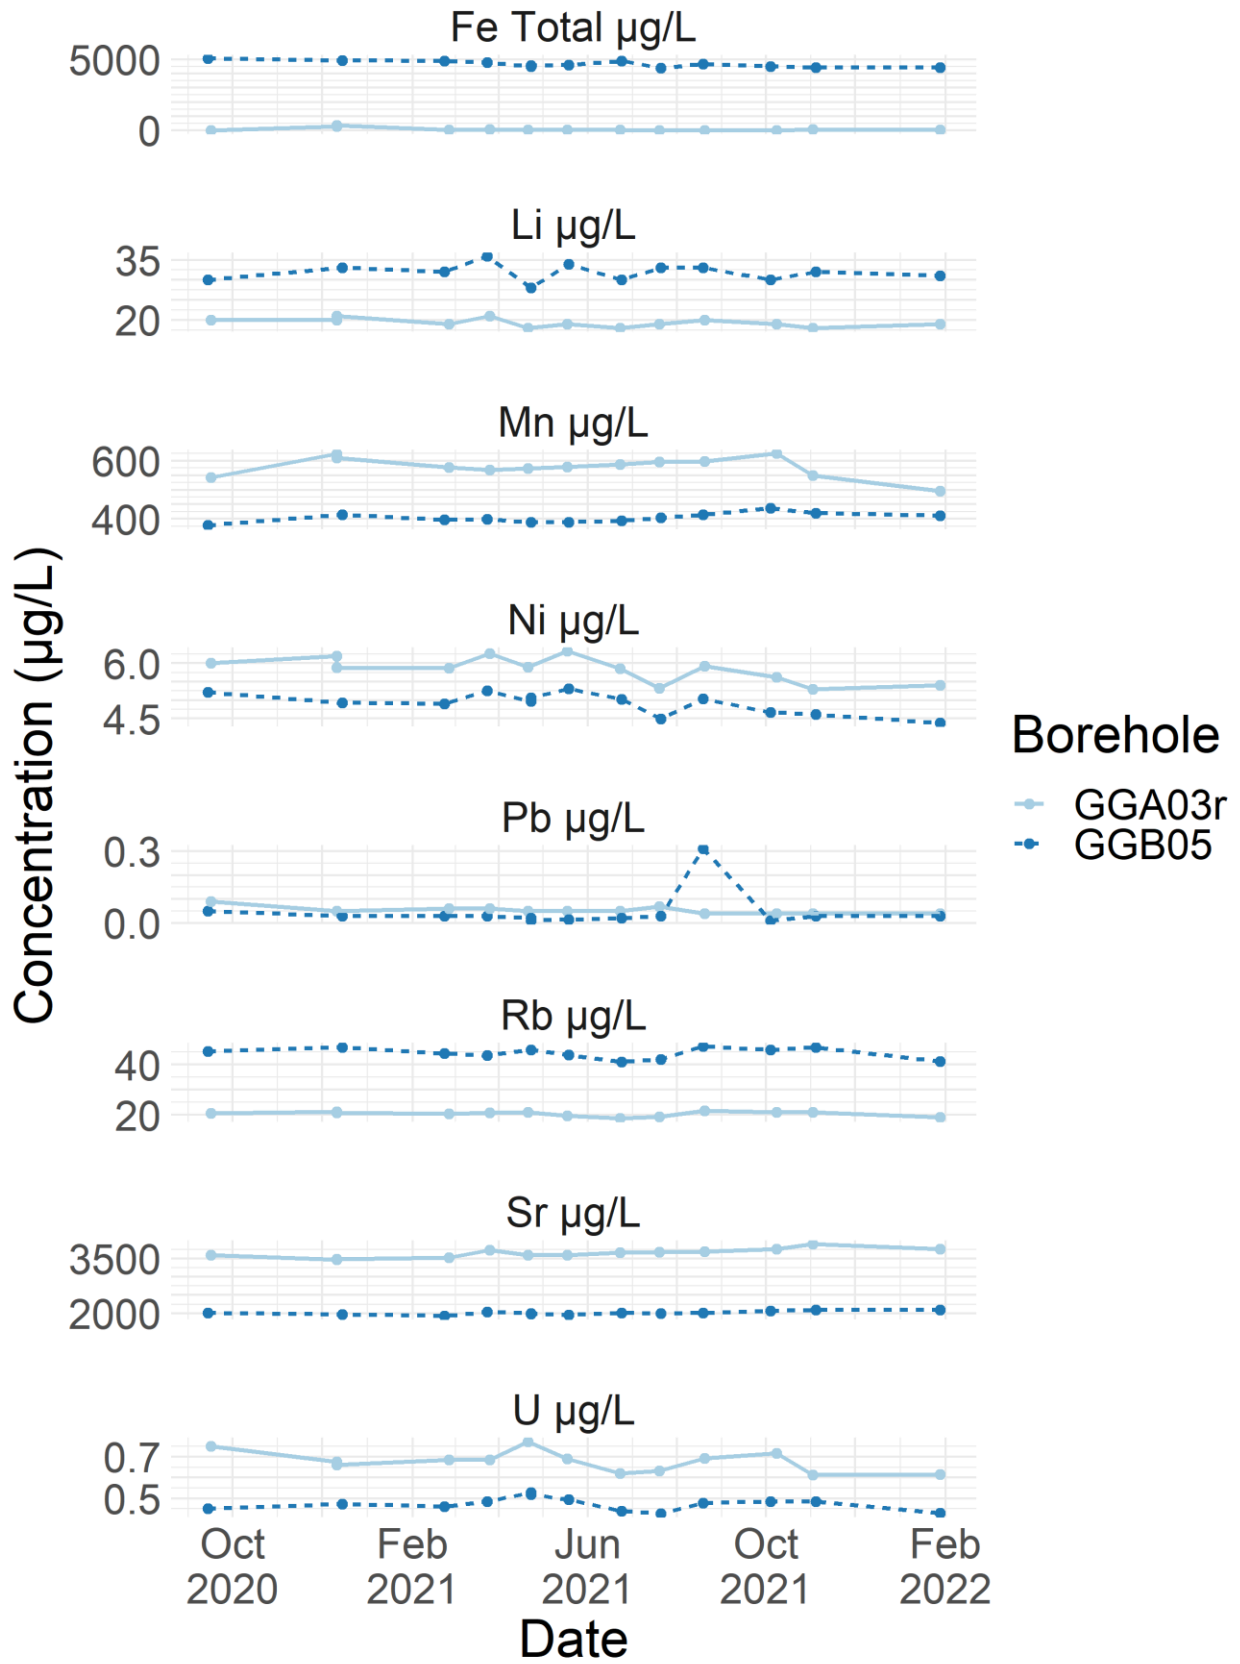 Fe Total µg/L
5000
0
Li µg/L
35
20
Mn µg/L
600
400
Ni µg/L
6.0
4.5
Pb µg/L
0.3
0.0
Rb µg/L
40
20
Sr µg/L
3500
2000
U µg/L
0.7
0.5
Oct Feb Jun Oct Feb
2020 2021 2021 2021 2022
Date
Concentration (µg/L)
Borehole
GGA03r
GGB05